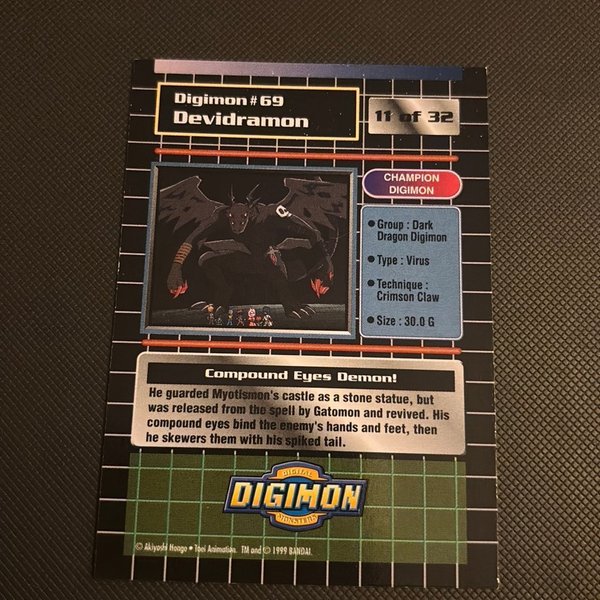 Digimon #69
Devidramon
11 of 32
CHAMPION
DIGIMON
• Group : Dark
Dragon Digimon
• Type : Virus
• Technique :
Crimson Claw
• Size : 30.0 G
Compound Eyes Demon!
He guarded Myotismon's castle as a stone statue, but
was released from the spell by Gatomon and revived. His
compound eyes bind the enemy's hands and feet, then
he skewers them with his spiked tail.
DIGITAL
DIGIMON
MONSTERS
© Akiyoshi Hongo • Toei Animation. TM and © 1999 BANDAI.